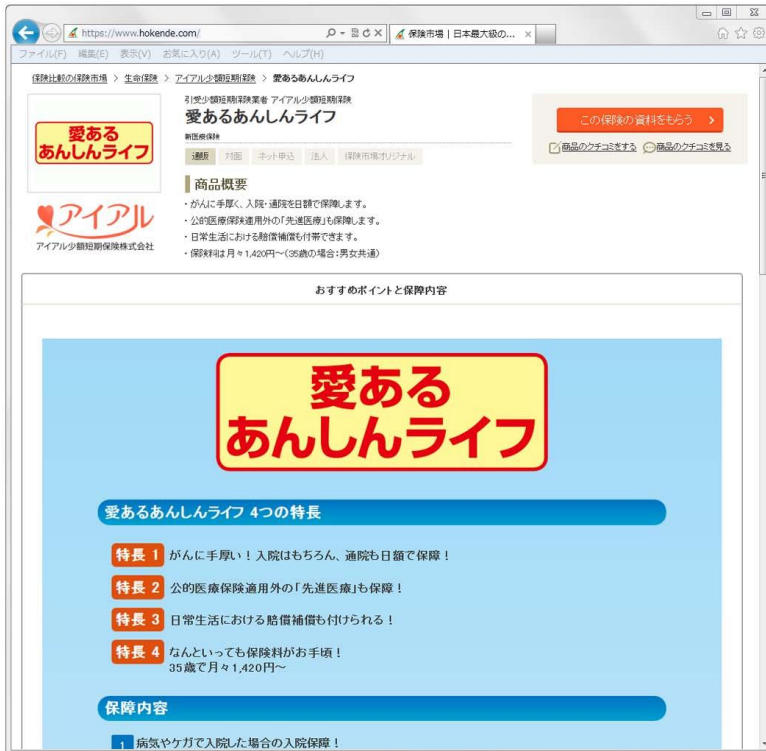 https://www.hokende.com/
保険市場 | 日本最大級の...
ファイル(F) 編集(E) 表示(V) お気に入り(A) ツール(T) ヘルプ(H)
保険比較の保険市場 > 生命保険 > アイアル少額短期保険 > 愛あるあんしんライフ
引受少額短期保険業者 アイアル少額短期保険
愛あるあんしんライフ
新医療保険
通販 対面 ネット申込 法人 保険市場オリジナル
この保険の資料をもらう
商品のクチコミをする 商品のクチコミを見る
愛ある
あんしんライフ
アイアル
アイアル少額短期保険株式会社
商品概要
・がんに手厚く、入院・通院を日額で保障します。
・公的医療保険適用外の「先進医療」も保障します。
・日常生活における賠償補償も付帯できます。
・保険料は月々1,420円～(35歳の場合:男女共通)
おすすめポイントと保障内容
愛ある
あんしんライフ
愛あるあんしんライフ 4つの特長
特長 1 がんに手厚い！入院はもちろん、通院も日額で保障！
特長 2 公的医療保険適用外の「先進医療」も保障！
特長 3 日常生活における賠償補償も付けられる！
特長 4 なんといっても保険料がお手頃！
35歳で月々1,420円～
保障内容
1 病気やケガで入院した場合の入院保障！